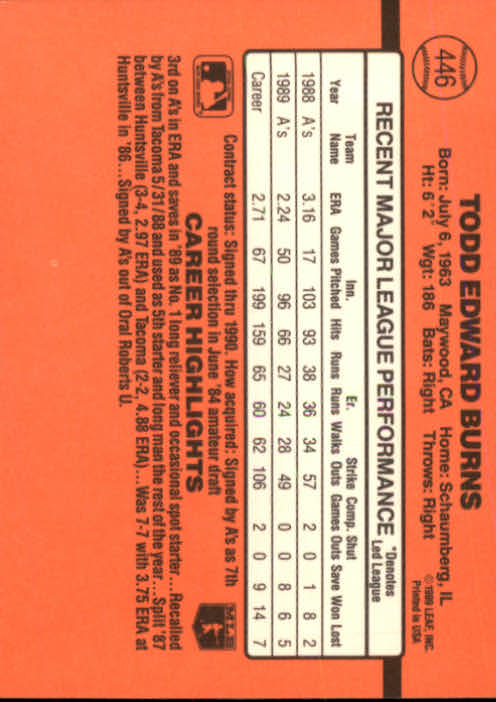 446
TODD EDWARD BURNS
Born: July 6, 1963 Maywood, CA Home: Schaumberg, IL
Ht: 6' 2" Wgt: 186 Bats: Right Throws: Right
©1989 LEAF, INC.
Printed in USA
RECENT MAJOR LEAGUE PERFORMANCE
*Denotes
Led League
Team Inn. Er. Strike Comp. Shut
Year Name ERA Games Pitched Hits Runs Runs Walks Outs Games Outs Save Won Lost
1988 A's 3.16 17 103 93 38 36 34 57 2 0 1 8 2
1989 A's 2.24 50 96 66 27 24 28 49 0 0 8 6 5
Career 2.71 67 199 159 65 60 62 106 2 0 9 14 7
Contract status: Signed thru 1990. How acquired: Signed by A's as 7th
round selection in June '84 amateur draft
CAREER HIGHLIGHTS
MLB
3rd on A's in ERA and saves in '89 as No. 1 long reliever and occasional spot starter...Recalled
by A's from Tacoma 5/31/88 and used as 5th starter and long man the rest of the year...Split '87
between Huntsville (3-4, 2.97 ERA) and Tacoma (2-2, 4.88 ERA)...Was 7-7 with 3.75 ERA at
Huntsville in '86...Signed by A's out of Oral Roberts U.